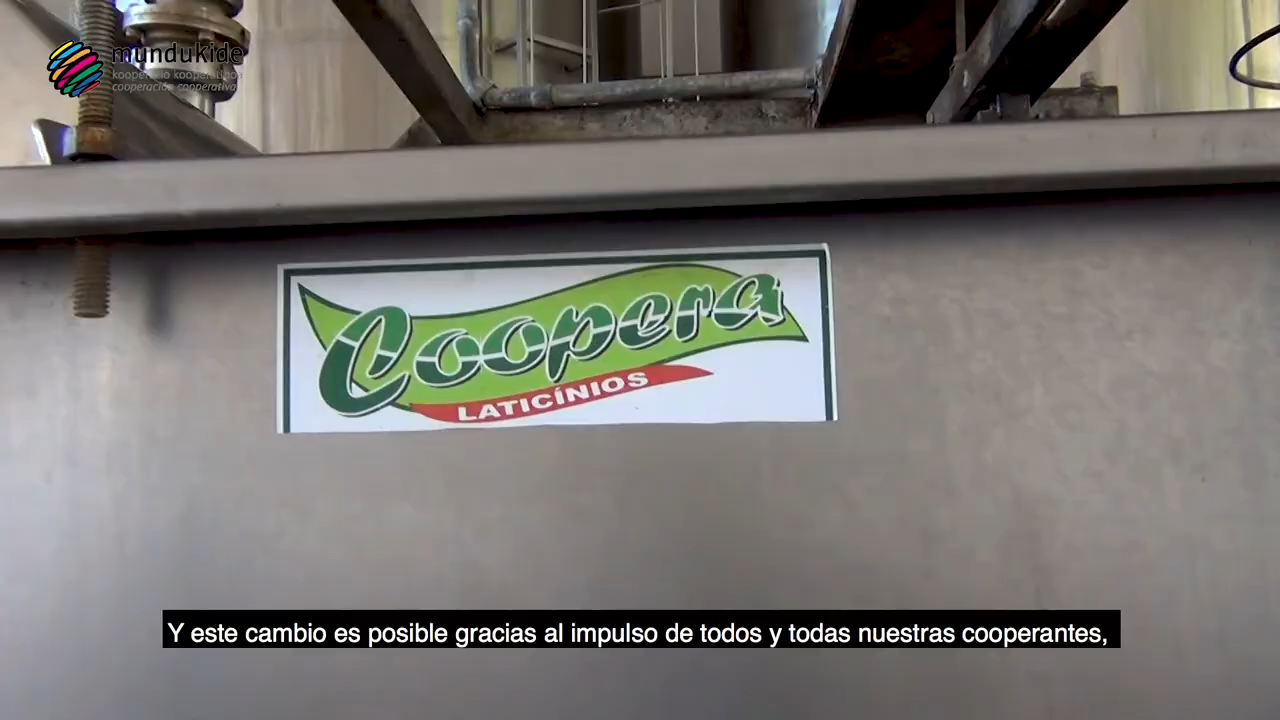 mundukide
kooperazio kooperatiboa
cooperación cooperativa
Coopera
LATICÍNIOS
Y este cambio es posible gracias al impulso de todos y todas nuestras cooperantes,